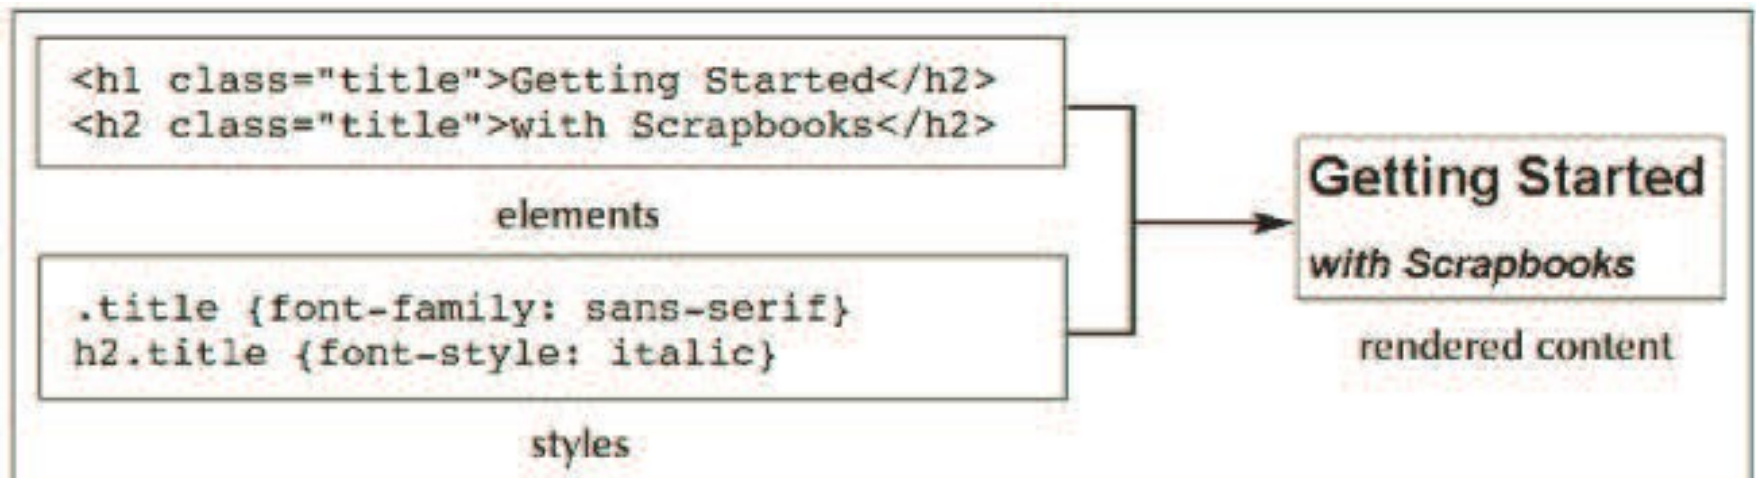 <h1 class="title">Getting Started</h2>
<h2 class="title">with Scrapbooks</h2>
elements
.title {font-family: sans-serif}
h2.title {font-style: italic}
styles
Getting Started
with Scrapbooks
rendered content